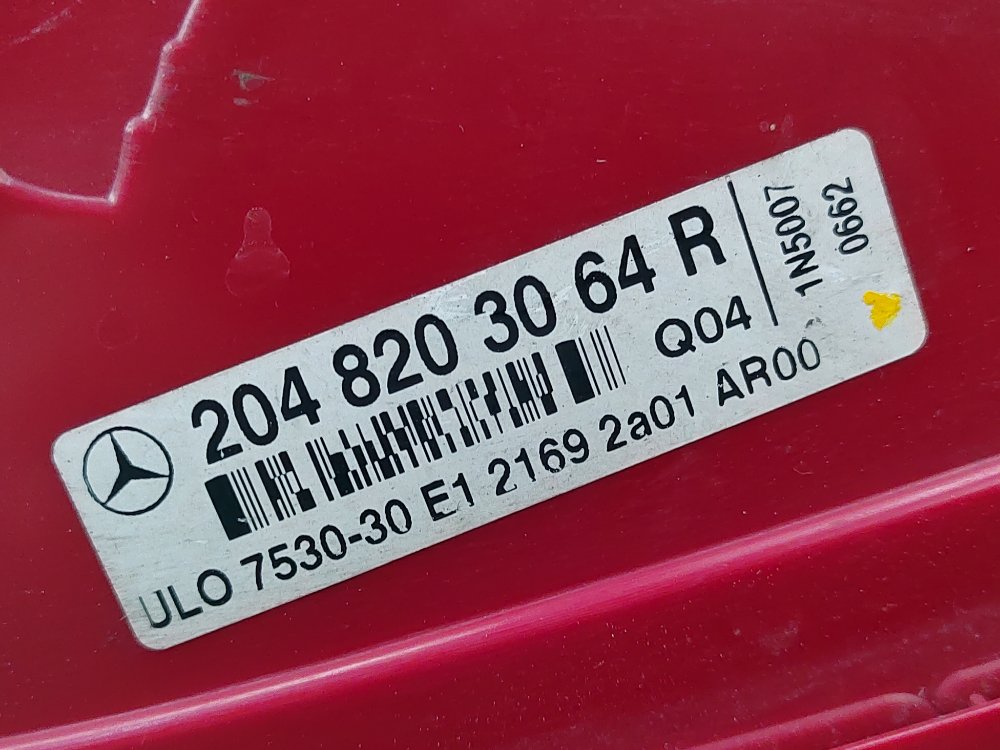 204 820 30 64 R
Q04
ULO 7530-30 E1 2169 2a01 AR00
1N5007
0662